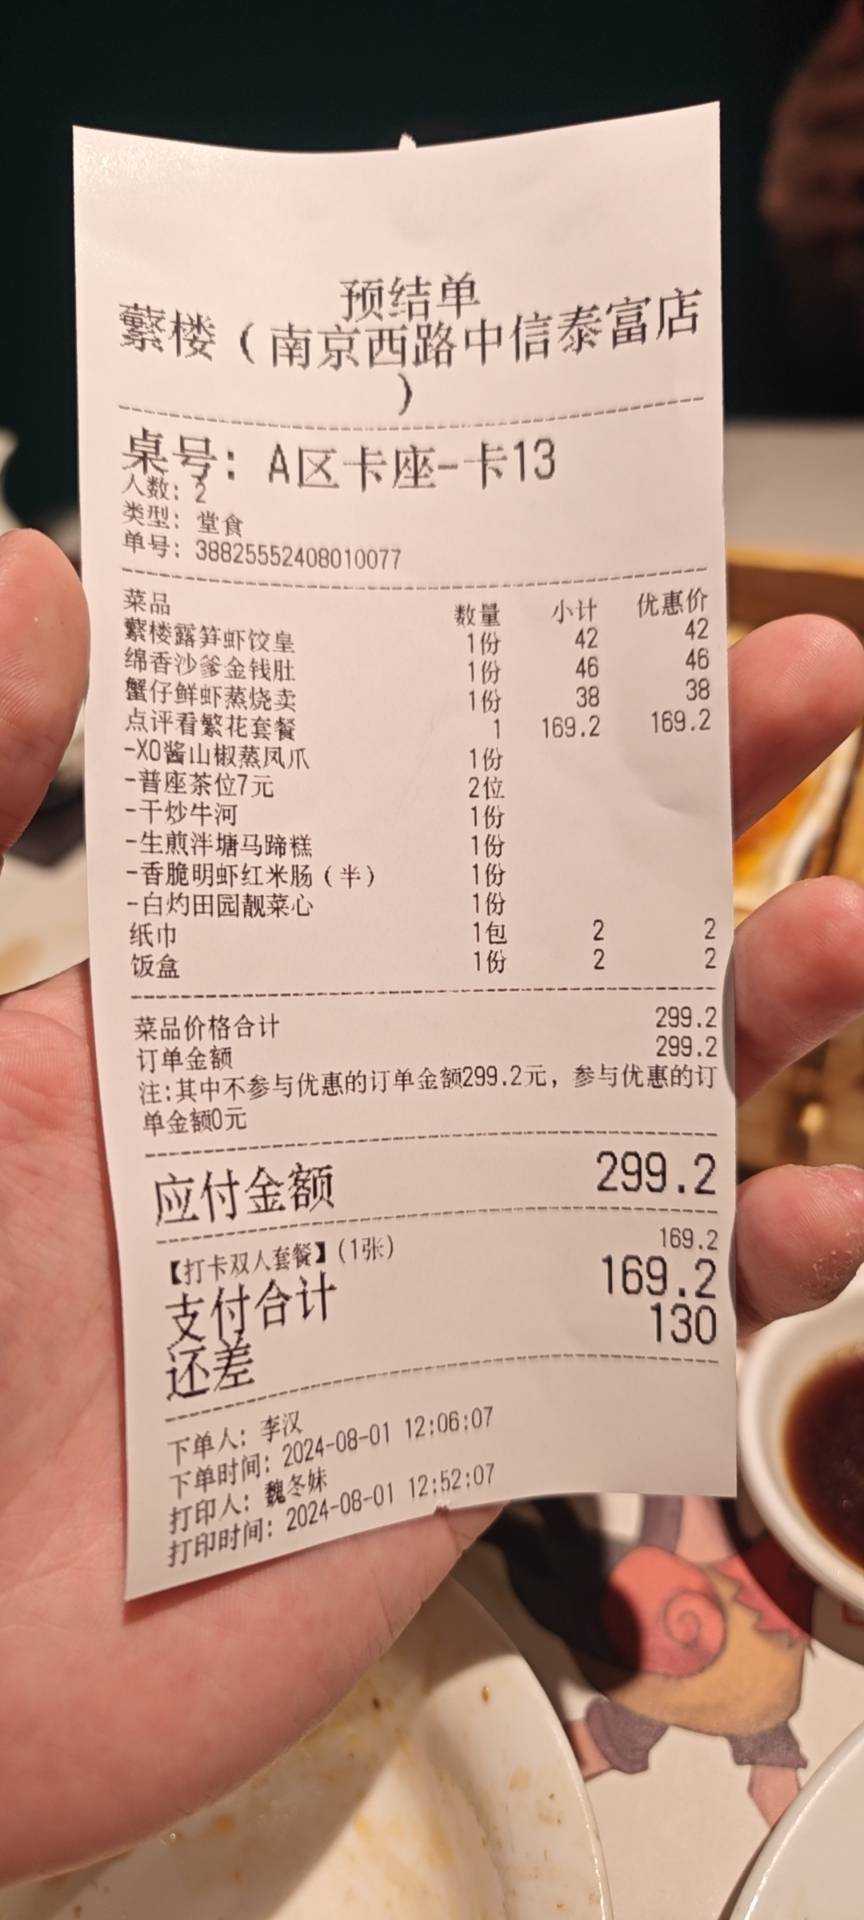 预结单
蘩楼（南京西路中信泰富店
）
桌号：A区卡座-卡13
人数：2
类型：堂食
单号：38825552408010077
菜品 数量 小计 优惠价
蘩楼露笋虾饺皇 1份 42 42
绵香沙爹金钱肚 1份 46 46
蟹仔鲜虾蒸烧卖 1份 38 38
点评看繁花套餐 1 169.2 169.2
-XO酱山椒蒸凤爪 1份
-普座茶位7元 2位
-干炒牛河 1份
-生煎泮塘马蹄糕 1份
-香脆明虾红米肠（半） 1份
-白灼田园靓菜心 1份
纸巾 1包 2 2
饭盒 1份 2 2
菜品价格合计 299.2
订单金额 299.2
注:其中不参与优惠的订单金额299.2元，参与优惠的订
单金额0元
应付金额 299.2
【打卡双人套餐】(1张) 169.2
支付合计 169.2
还差 130
下单人：李汉
下单时间：2024-08-01 12:06:07
打印人：魏冬妹
打印时间：2024-08-01 12:52:07